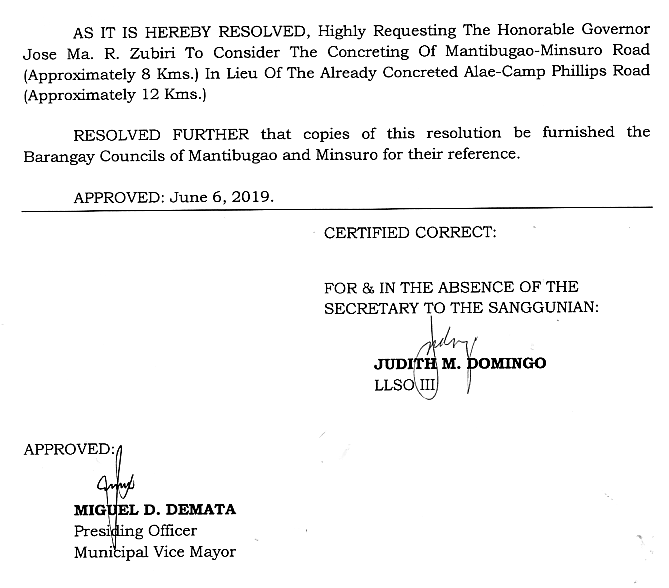 AS IT IS HEREBY RESOLVED, Highly Requesting The Honorable Governor
Jose Ma. R. Zubiri To Consider The Concreting Of Mantibugao-Minsuro Road
(Approximately 8 Kms.) In Lieu Of The Already Concreted Alae-Camp Phillips Road
(Approximately 12 Kms.)
RESOLVED FURTHER that copies of this resolution be furnished the
Barangay Councils of Mantibugao and Minsuro for their reference.
APPROVED: June 6, 2019.
CERTIFIED CORRECT:
FOR & IN THE ABSENCE OF THE
SECRETARY TO THE SANGGUNIAN:
JUDITH M. DOMINGO
LLSO III
APPROVED:
MIGUEL D. DEMATA
Presiding Officer
Municipal Vice Mayor